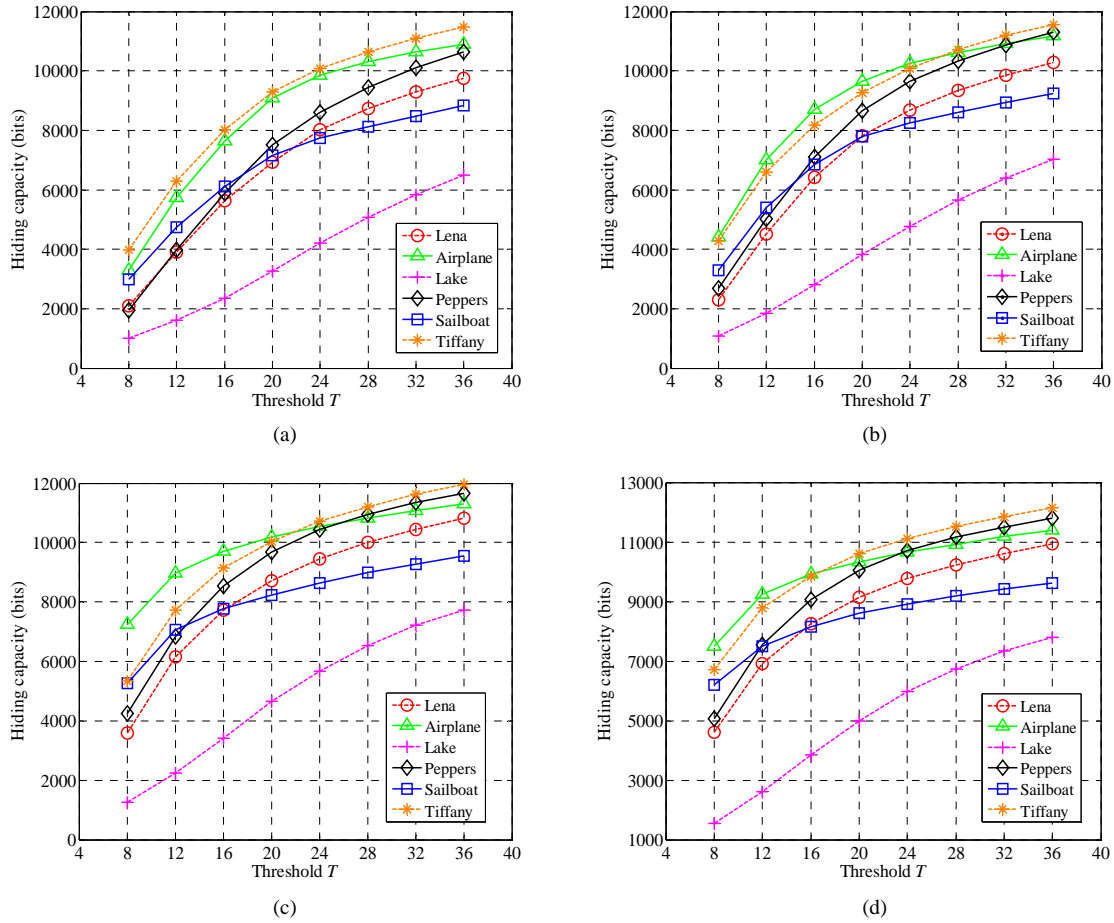 12000
10000
8000
6000
4000
2000
0
Hiding capacity (bits)
4 8 12 16 20 24 28 32 36 40
Threshold T
Lena
Airplane
Lake
Peppers
Sailboat
Tiffany
(a)
12000
10000
8000
6000
4000
2000
0
Hiding capacity (bits)
4 8 12 16 20 24 28 32 36 40
Threshold T
Lena
Airplane
Lake
Peppers
Sailboat
Tiffany
(b)
12000
10000
8000
6000
4000
2000
0
Hiding capacity (bits)
4 8 12 16 20 24 28 32 36 40
Threshold T
Lena
Airplane
Lake
Peppers
Sailboat
Tiffany
(c)
13000
11000
9000
7000
5000
3000
1000
Hiding capacity (bits)
4 8 12 16 20 24 28 32 36 40
Threshold T
Lena
Airplane
Lake
Peppers
Sailboat
Tiffany
(d)